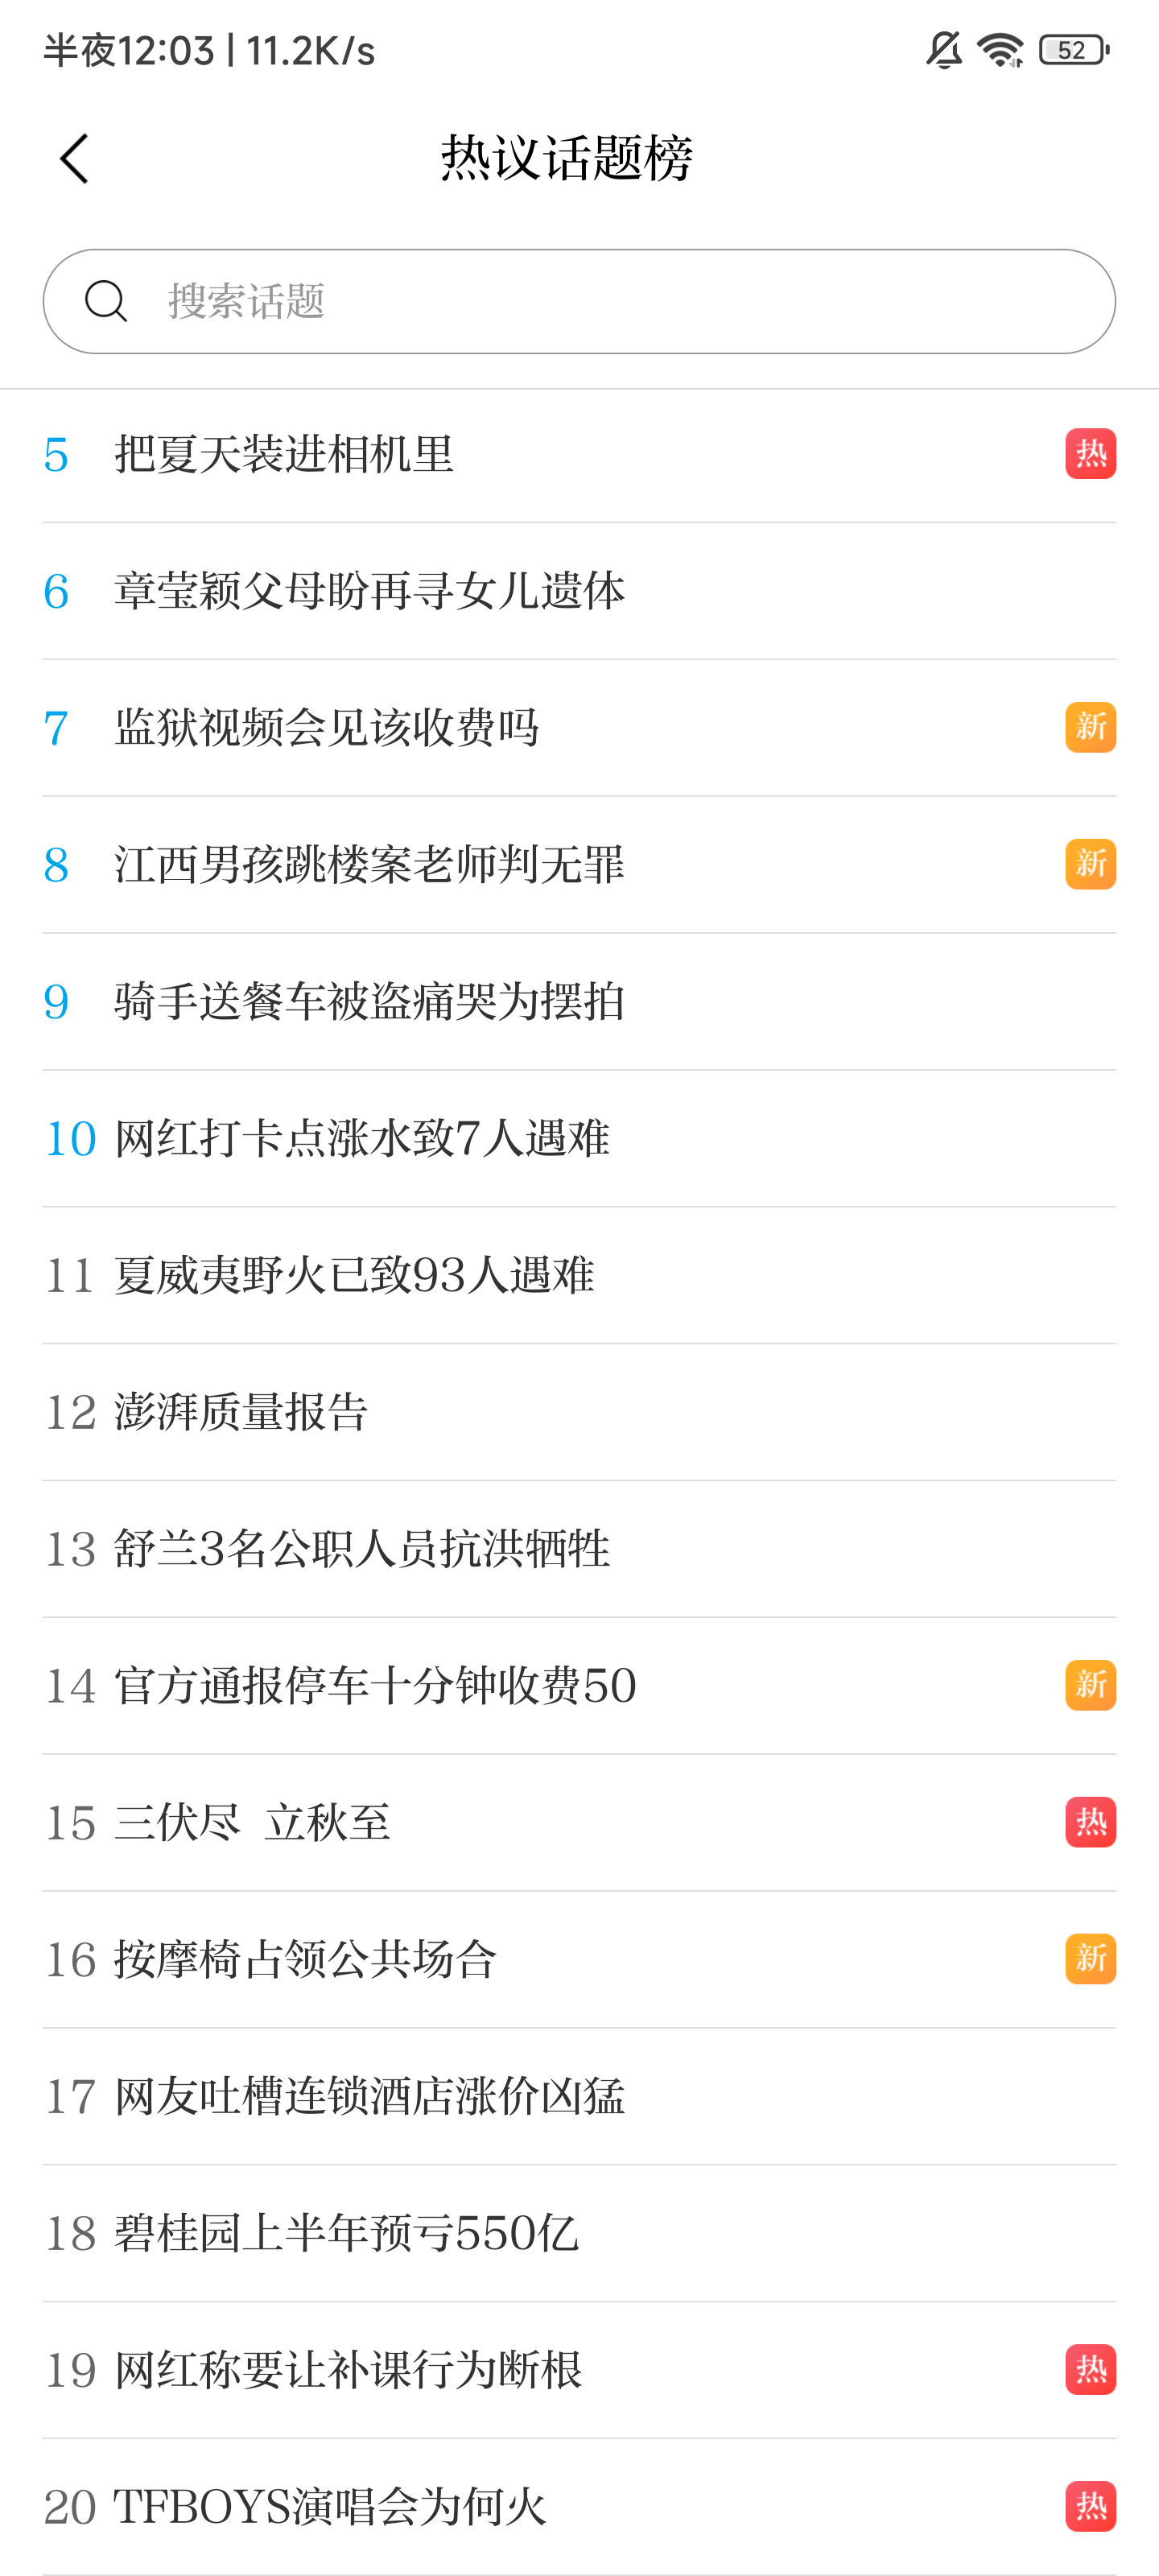 半夜12:03 | 11.2K/s
52
热议话题榜
搜索话题
5 把夏天装进相机里 热
6 章莹颖父母盼再寻女儿遗体
7 监狱视频会见该收费吗 新
8 江西男孩跳楼案老师判无罪 新
9 骑手送餐车被盗痛哭为摆拍
10 网红打卡点涨水致7人遇难
11 夏威夷野火已致93人遇难
12 澎湃质量报告
13 舒兰3名公职人员抗洪牺牲
14 官方通报停车十分钟收费50 新
15 三伏尽 立秋至 热
16 按摩椅占领公共场合 新
17 网友吐槽连锁酒店涨价凶猛
18 碧桂园上半年预亏550亿
19 网红称要让补课行为断根 热
20 TFBOYS演唱会为何火 热